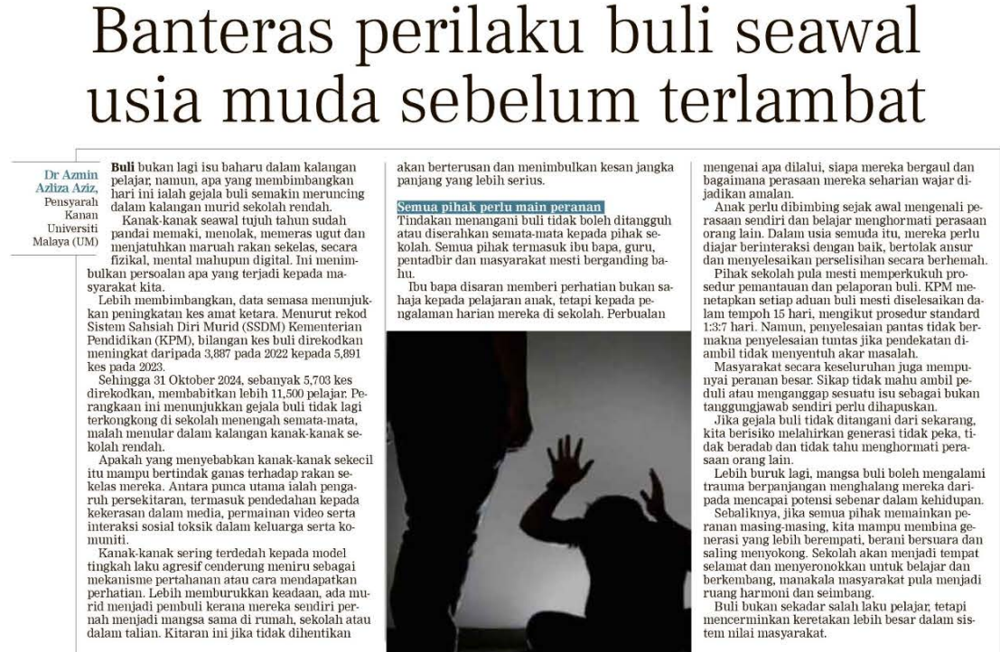 Banteras perilaku buli seawal
usia muda sebelum terlambat
Dr Azmin
Azliza Aziz,
Pensyarah
Kanan
Universiti
Malaya (UM)
Buli bukan lagi isu baharu dalam kalangan
pelajar, namun, apa yang membimbangkan
hari ini ialah gejala buli semakin meruncing
dalam kalangan murid sekolah rendah.
Kanak-kanak seawal tujuh tahun sudah
pandai memaki, menolak, memeras ugut dan
menjatuhkan maruah rakan sekelas, secara
fizikal, mental mahupun digital. Ini menim-
bulkan persoalan apa yang terjadi kepada ma-
syarakat kita.
Lebih membimbangkan, data semasa menunjuk-
kan peningkatan kes amat ketara. Menurut rekod
Sistem Sahsiah Diri Murid (SSDM) Kementerian
Pendidikan (KPM), bilangan kes buli direkodkan
meningkat daripada 3,887 pada 2022 kepada 5,891
kes pada 2023.
Sehingga 31 Oktober 2024, sebanyak 5,703 kes
direkodkan, membabitkan lebih 11,500 pelajar. Pe-
rangkaan ini menunjukkan gejala buli tidak lagi
terkongkong di sekolah menengah semata-mata,
malah menular dalam kalangan kanak-kanak se-
kolah rendah.
Apakah yang menyebabkan kanak-kanak sekecil
itu mampu bertindak ganas terhadap rakan se-
kelas mereka. Antara punca utama ialah penga-
ruh persekitaran, termasuk pendedahan kepada
kekerasan dalam media, permainan video serta
interaksi sosial toksik dalam keluarga serta ko-
muniti.
Kanak-kanak sering terdedah kepada model
tingkah laku agresif cenderung meniru sebagai
mekanisme pertahanan atau cara mendapatkan
perhatian. Lebih memburukkan keadaan, ada mu-
rid menjadi pembuli kerana mereka sendiri per-
nah menjadi mangsa sama di rumah, sekolah atau
dalam talian. Kitaran ini jika tidak dihentikan
akan berterusan dan menimbulkan kesan jangka
panjang yang lebih serius.
Semua pihak perlu main peranan
Tindakan menangani buli tidak boleh ditangguh
atau diserahkan semata-mata kepada pihak se-
kolah. Semua pihak termasuk ibu bapa, guru,
pentadbir dan masyarakat mesti berganding ba-
hu.
Ibu bapa disaran memberi perhatian bukan sa-
haja kepada pelajaran anak, tetapi kepada pe-
ngalaman harian mereka di sekolah. Perbualan
mengenai apa dilalui, siapa mereka bergaul dan
bagaimana perasaan mereka seharian wajar di-
jadikan amalan.
Anak perlu dibimbing sejak awal mengenali pe-
rasaan sendiri dan belajar menghormati perasaan
orang lain. Dalam usia semuda itu, mereka perlu
diajar berinteraksi dengan baik, bertolak ansur
dan menyelesaikan perselisihan secara berhemah.
Pihak sekolah pula mesti memperkukuh pro-
sedur pemantauan dan pelaporan buli. KPM me-
netapkan setiap aduan buli mesti diselesaikan da-
lam tempoh 15 hari, mengikut prosedur standard
1:3:7 hari. Namun, penyelesaian pantas tidak ber-
makna penyelesaian tuntas jika pendekatan di-
ambil tidak menyentuh akar masalah.
Masyarakat secara keseluruhan juga mempu-
nyai peranan besar. Sikap tidak mahu ambil pe-
duli atau menganggap sesuatu isu sebagai bukan
tanggungjawab sendiri perlu dihapuskan.
Jika gejala buli tidak ditangani dari sekarang,
kita berisiko melahirkan generasi tidak peka, ti-
dak beradab dan tidak tahu menghormati pera-
saan orang lain.
Lebih buruk lagi, mangsa buli boleh mengalami
trauma berpanjangan menghalang mereka dari-
pada mencapai potensi sebenar dalam kehidupan.
Sebaliknya, jika semua pihak memainkan pe-
ranan masing-masing, kita mampu membina ge-
nerasi yang lebih berempati, berani bersuara dan
saling menyokong. Sekolah akan menjadi tempat
selamat dan menyeronokkan untuk belajar dan
berkembang, manakala masyarakat pula menjadi
ruang harmoni dan seimbang.
Buli bukan sekadar salah laku pelajar, tetapi
mencerminkan keretakan lebih besar dalam sis-
tem nilai masyarakat.